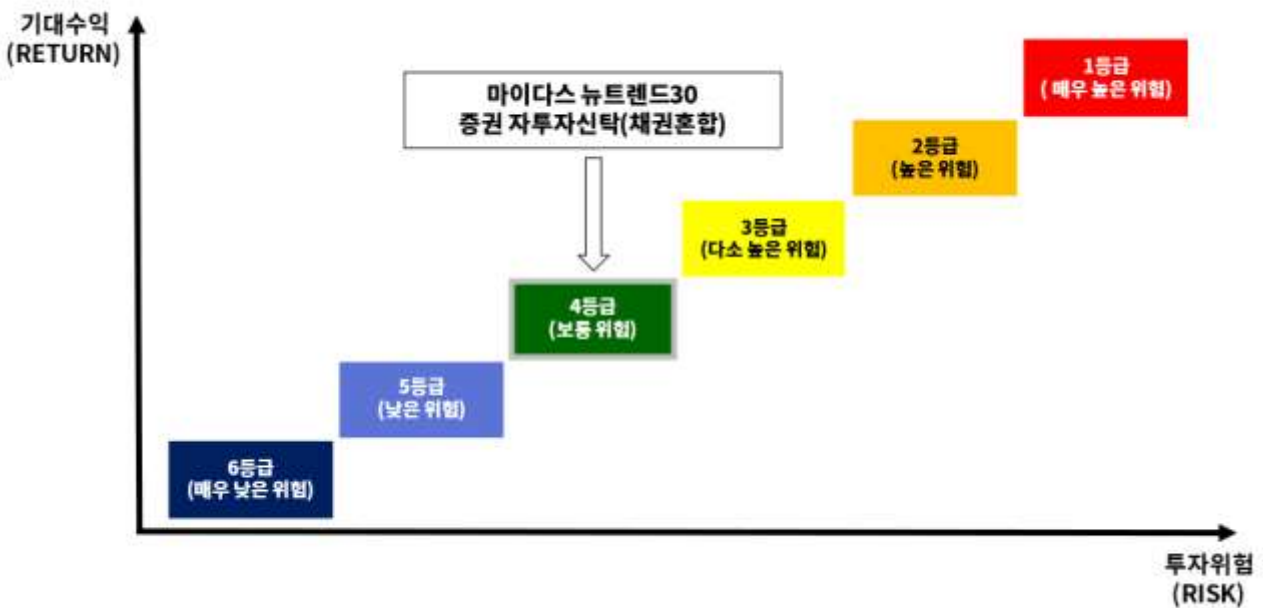 기대수익
(RETURN)
1등급
( 매우 높은 위험)
마이다스 뉴트렌드30
증권 자투자신탁(채권혼합)
2등급
(높은 위험)
3등급
(다소 높은 위험)
4등급
(보통 위험)
5등급
(낮은 위험)
6등급
(매우 낮은 위험)
투자위험
(RISK)